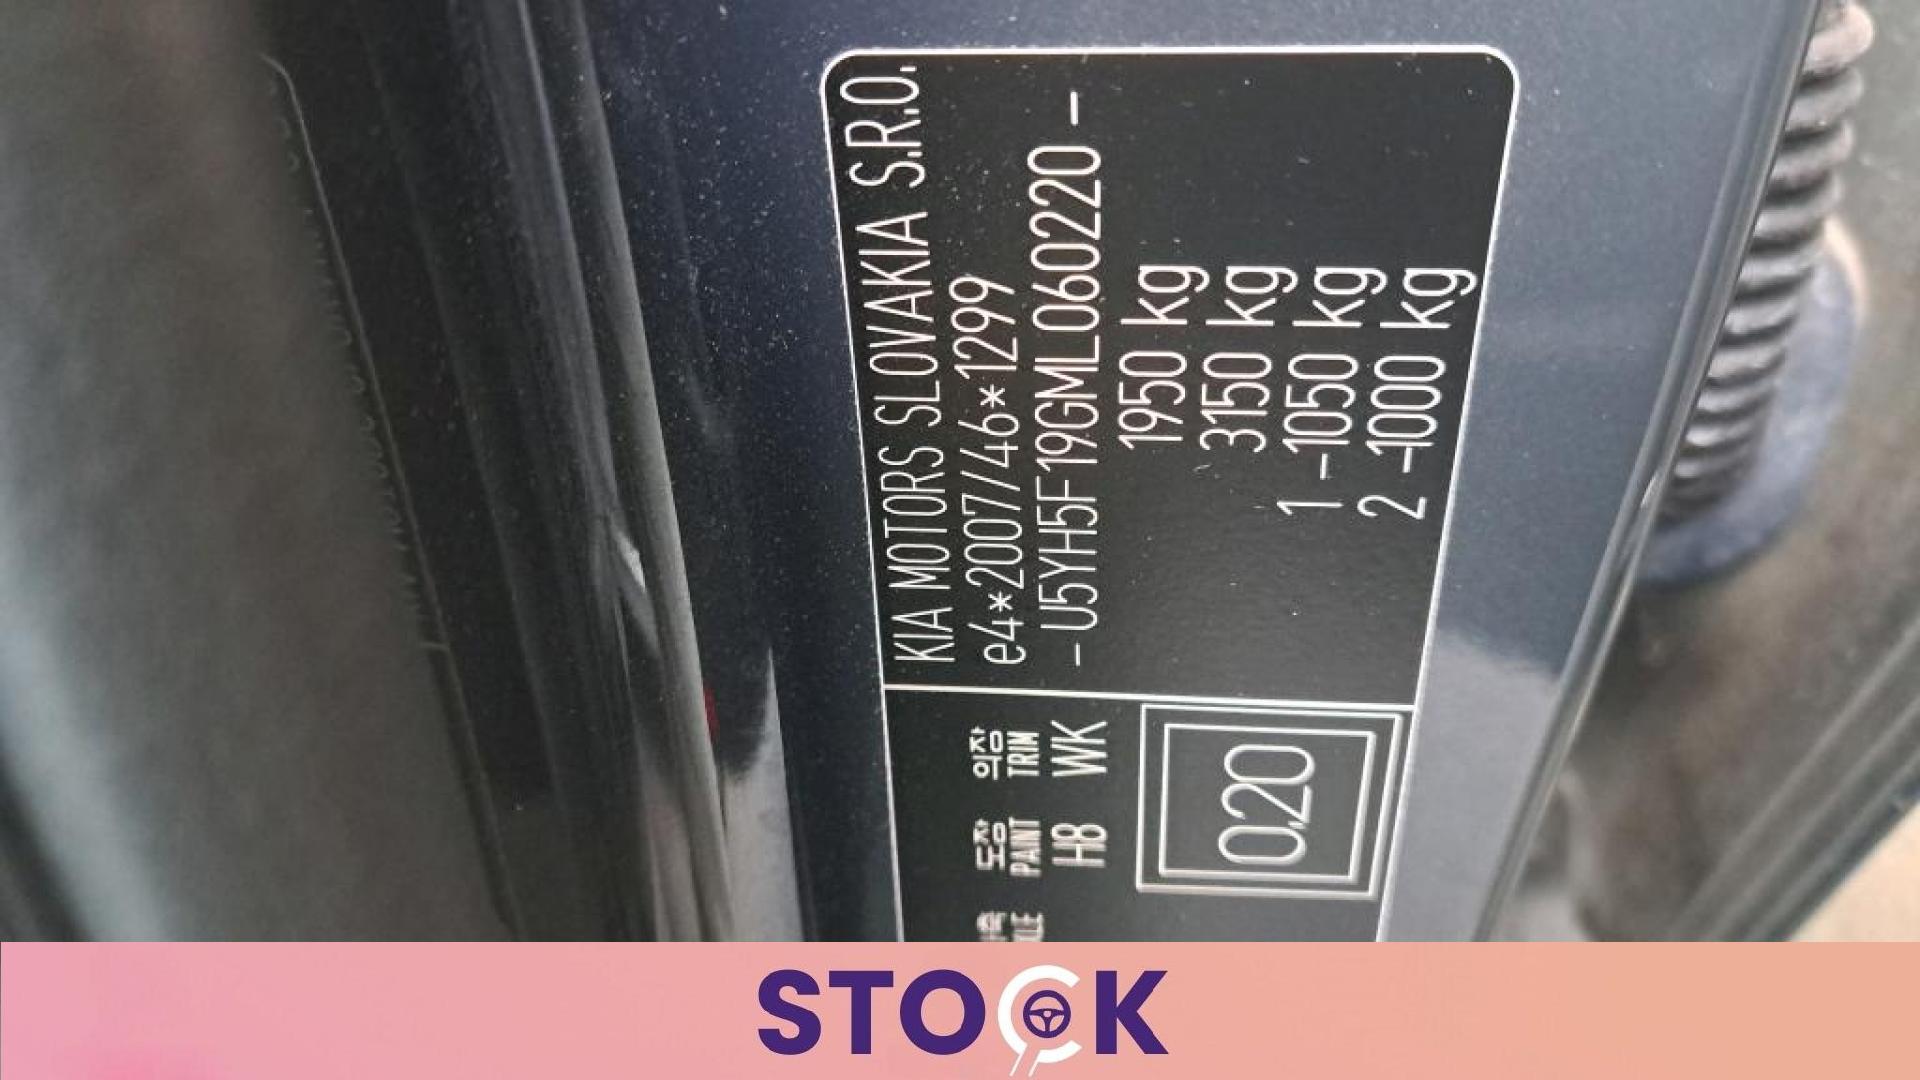 KIA MOTORS SLOVAKIA S.R.O.
e4*2007/46*1299
-U5YH5F19GML060220-
1950 kg
3150 kg
1 -1050 kg
2 -1000 kg
도장 의장
PAINT TRIM
H8 WK
0,20
STOCK